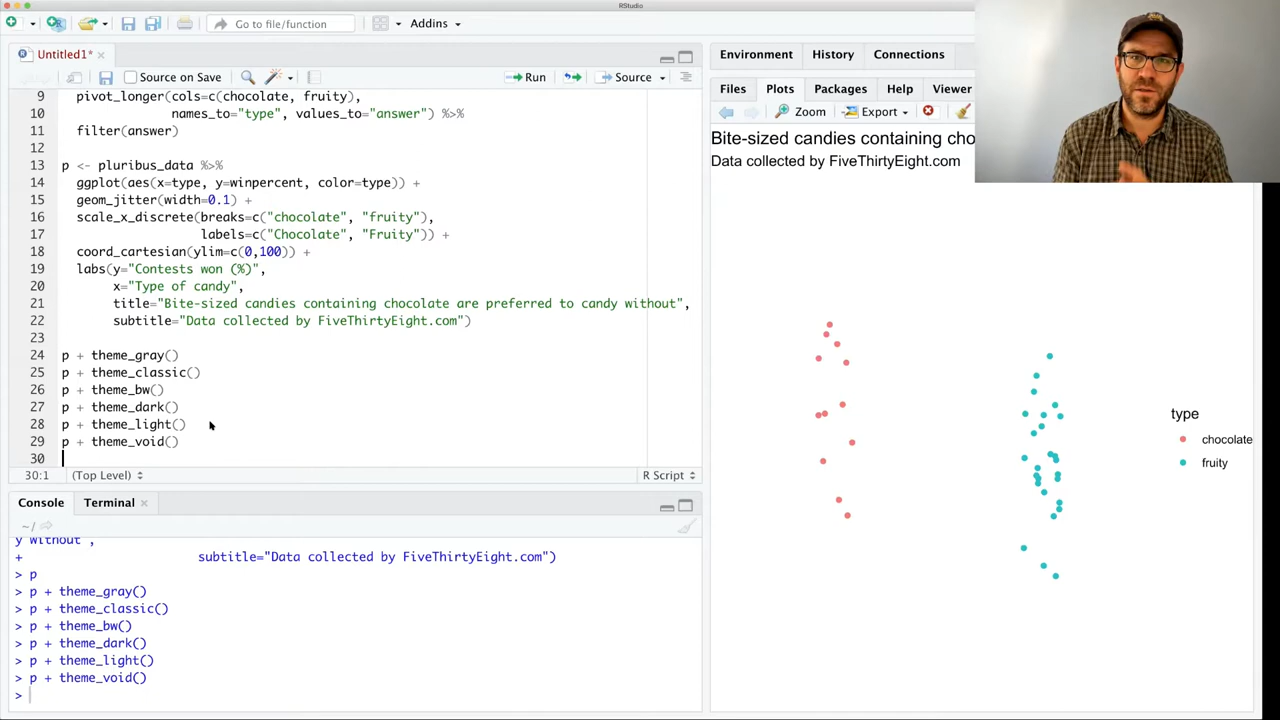 RStudio
Go to file/function
Addins
Untitled1*
Source on Save
Run
Source
9 pivot_longer(cols=c(chocolate, fruity),
10 names_to="type", values_to="answer") %>%
11 filter(answer)
12
13 p <- pluribus_data %>%
14 ggplot(aes(x=type, y=winpercent, color=type)) +
15 geom_jitter(width=0.1) +
16 scale_x_discrete(breaks=c("chocolate", "fruity"),
17 labels=c("Chocolate", "Fruity")) +
18 coord_cartesian(ylim=c(0,100)) +
19 labs(y="Contests won (%)",
20 x="Type of candy",
21 title="Bite-sized candies containing chocolate are preferred to candy without",
22 subtitle="Data collected by FiveThirtyEight.com")
23
24 p + theme_gray()
25 p + theme_classic()
26 p + theme_bw()
27 p + theme_dark()
28 p + theme_light()
29 p + theme_void()
30
30:1 (Top Level) R Script
Console Terminal
~/
y without",
+ subtitle="Data collected by FiveThirtyEight.com")
> p
> p + theme_gray()
> p + theme_classic()
> p + theme_bw()
> p + theme_dark()
> p + theme_light()
> p + theme_void()
>
Environment History Connections
Files Plots Packages Help Viewer
Zoom Export
Bite-sized candies containing cho
Data collected by FiveThirtyEight.com
type
chocolate
fruity